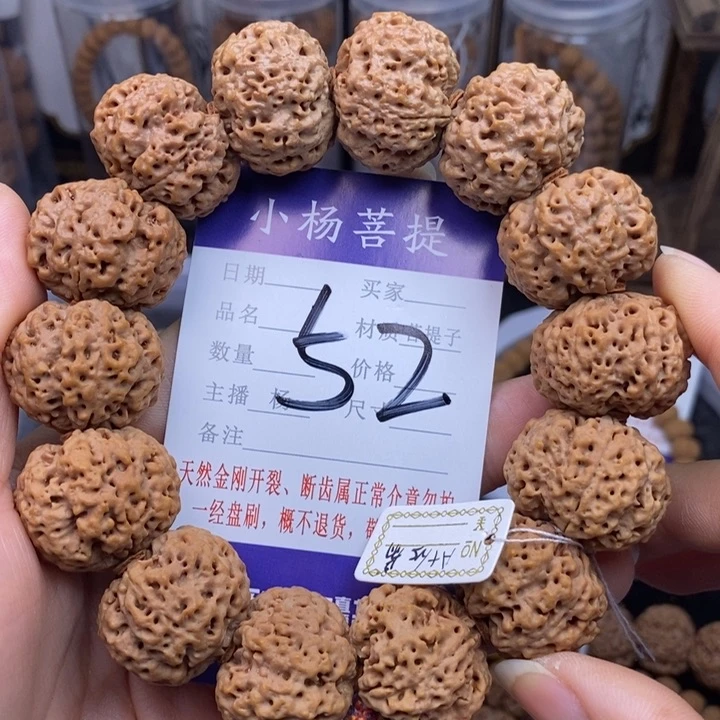 小杨菩提
日期 买家
品名 材质 菩提子
数量 价格
主播 杨 尺寸
备注
52
天然金刚开裂、断齿属正常介意勿拍
一经盘刷，概不退货，
NO